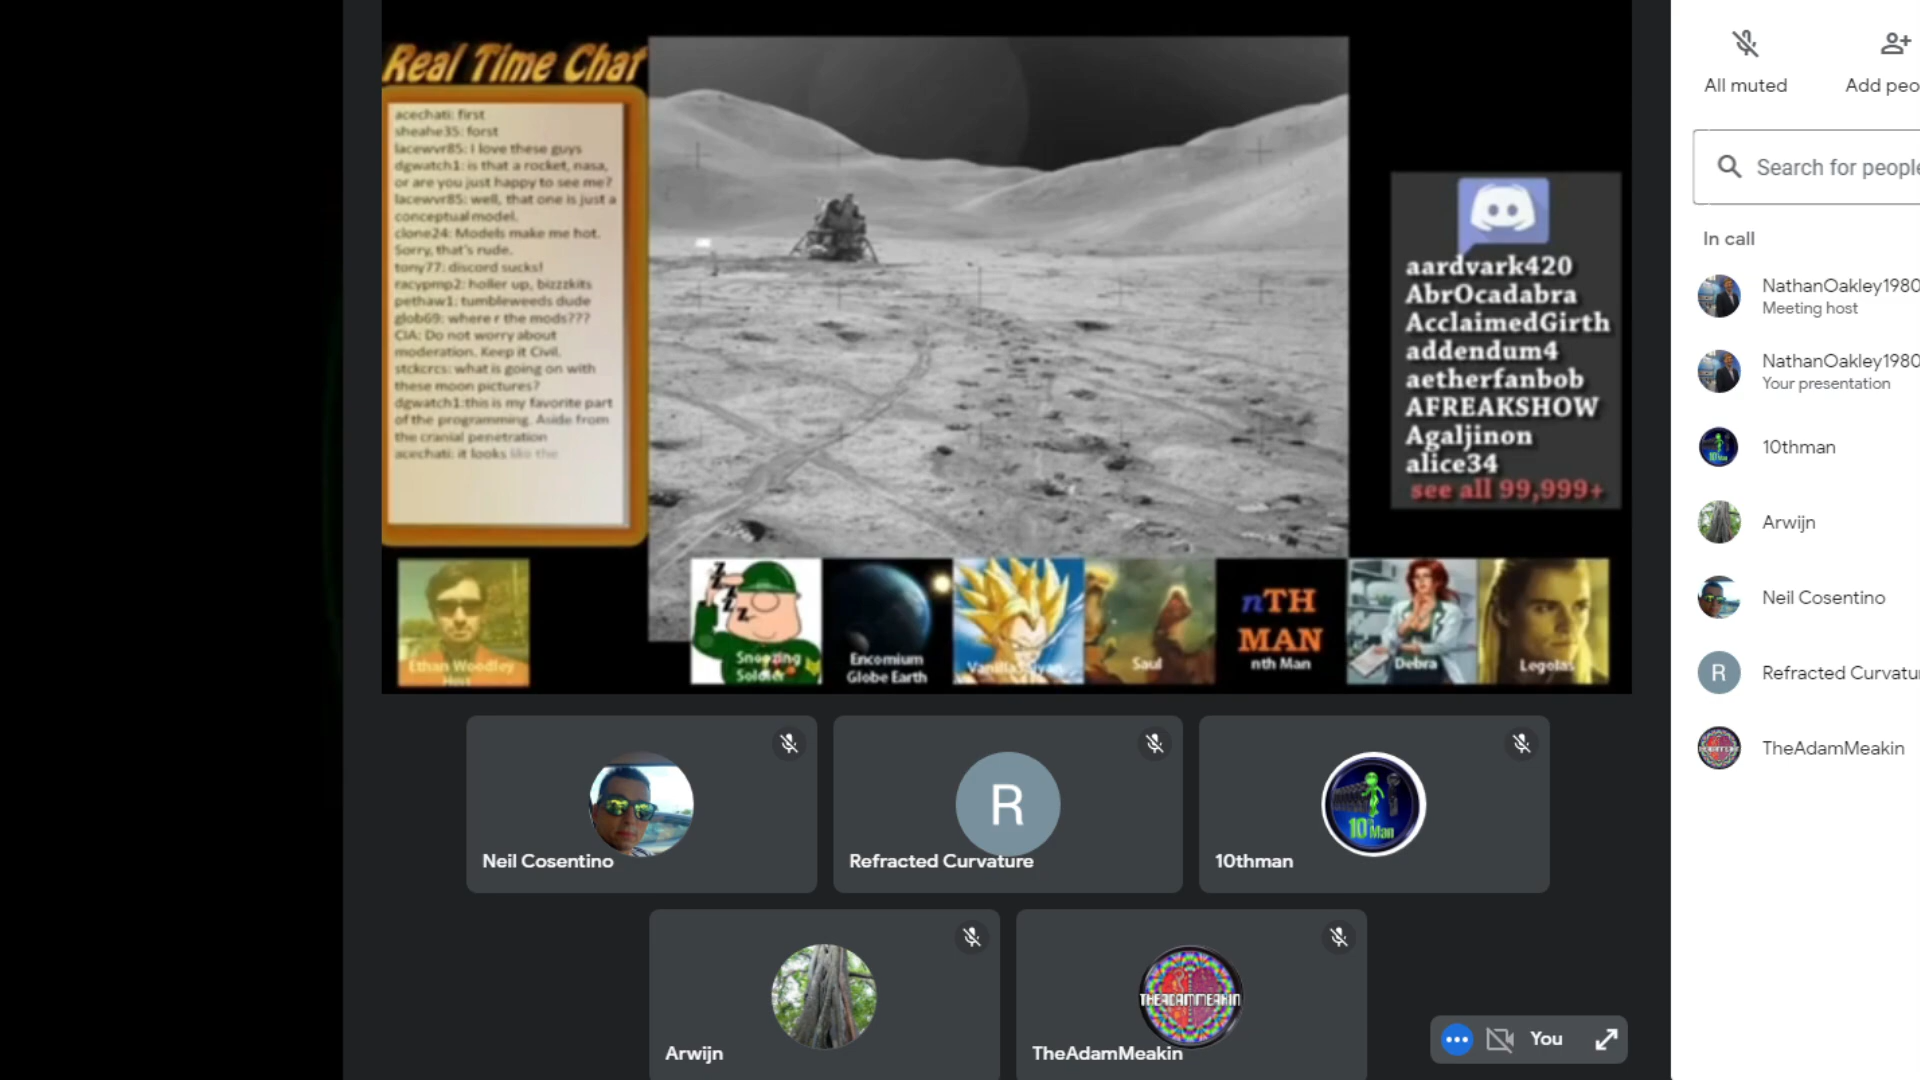 Real Time Chat
acechati: first
sheahe35: forst
lacewvr85: I love these guys
dgwatch1: is that a rocket, nasa,
or are you just happy to see me?
lacewvr85: well, that one is just a
conceptual model.
clone24: Models make me hot.
Sorry, that's rude.
tony77: discord sucks!
racypmp2: holler up, bizzzkits
pethaw1: tumbleweeds dude
glob69: where r the mods???
CIA: Do not worry about
moderation. Keep it Civil.
stckcrcs: what is going on with
these moon pictures?
dgwatch1:this is my favorite part
of the programming. Aside from
the cranial penetration
acechati: it looks like the
aardvark420
AbrOcadabra
AcclaimedGirth
addendum4
aetherfanbob
AFREAKSHOW
Agaljinon
alice34
see all 99,999+
Ethan Woodley
Host
Snoozing
Soldier
Encomium
Globe Earth
Saul
nTH
MAN
nth Man
Debra
Legolas
Neil Cosentino
R
Refracted Curvature
10 Man
10thman
Arwijn
THEADAMMEAKIN
TheAdamMeakin
You
All muted
Add peo
Search for people
In call
NathanOakley1980
Meeting host
NathanOakley1980
Your presentation
10thman
Arwijn
Neil Cosentino
R
Refracted Curvatu
TheAdamMeakin